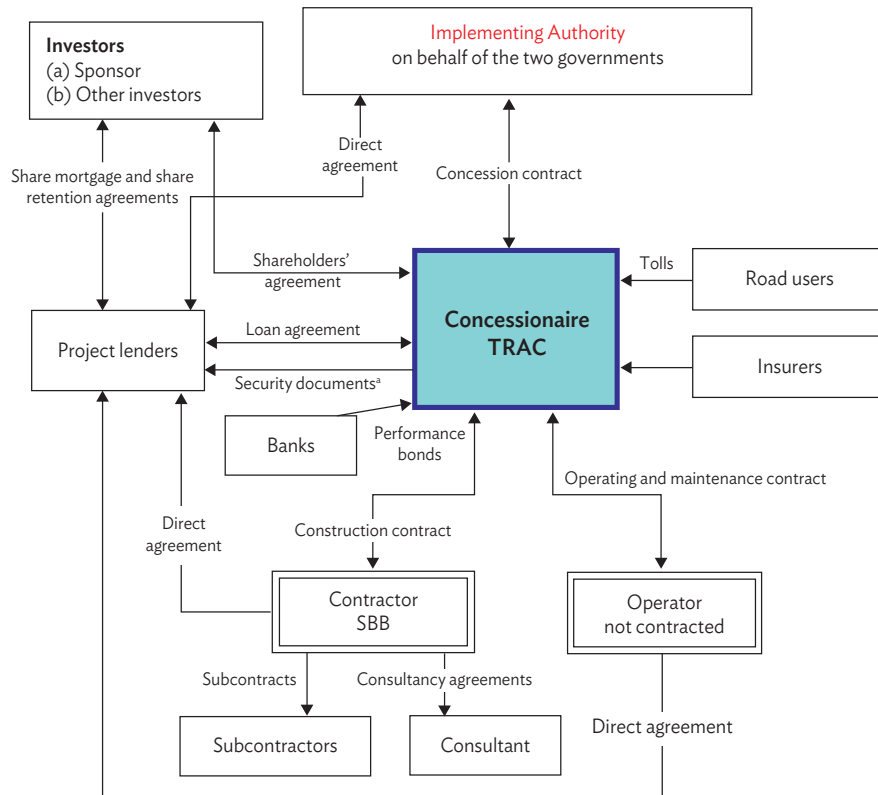 Investors
(a) Sponsor
(b) Other investors
Implementing Authority
on behalf of the two governments
Direct
agreement
Share mortgage and share
retention agreements
Concession contract
Shareholders’
agreement
Tolls
Road users
Concessionaire
TRAC
Project lenders
Loan agreement
Insurers
Security documentsᵃ
Banks
Performance
bonds
Operating and maintenance contract
Direct
agreement
Construction contract
Contractor
SBB
Operator
not contracted
Subcontracts
Consultancy agreements
Direct agreement
Subcontractors
Consultant